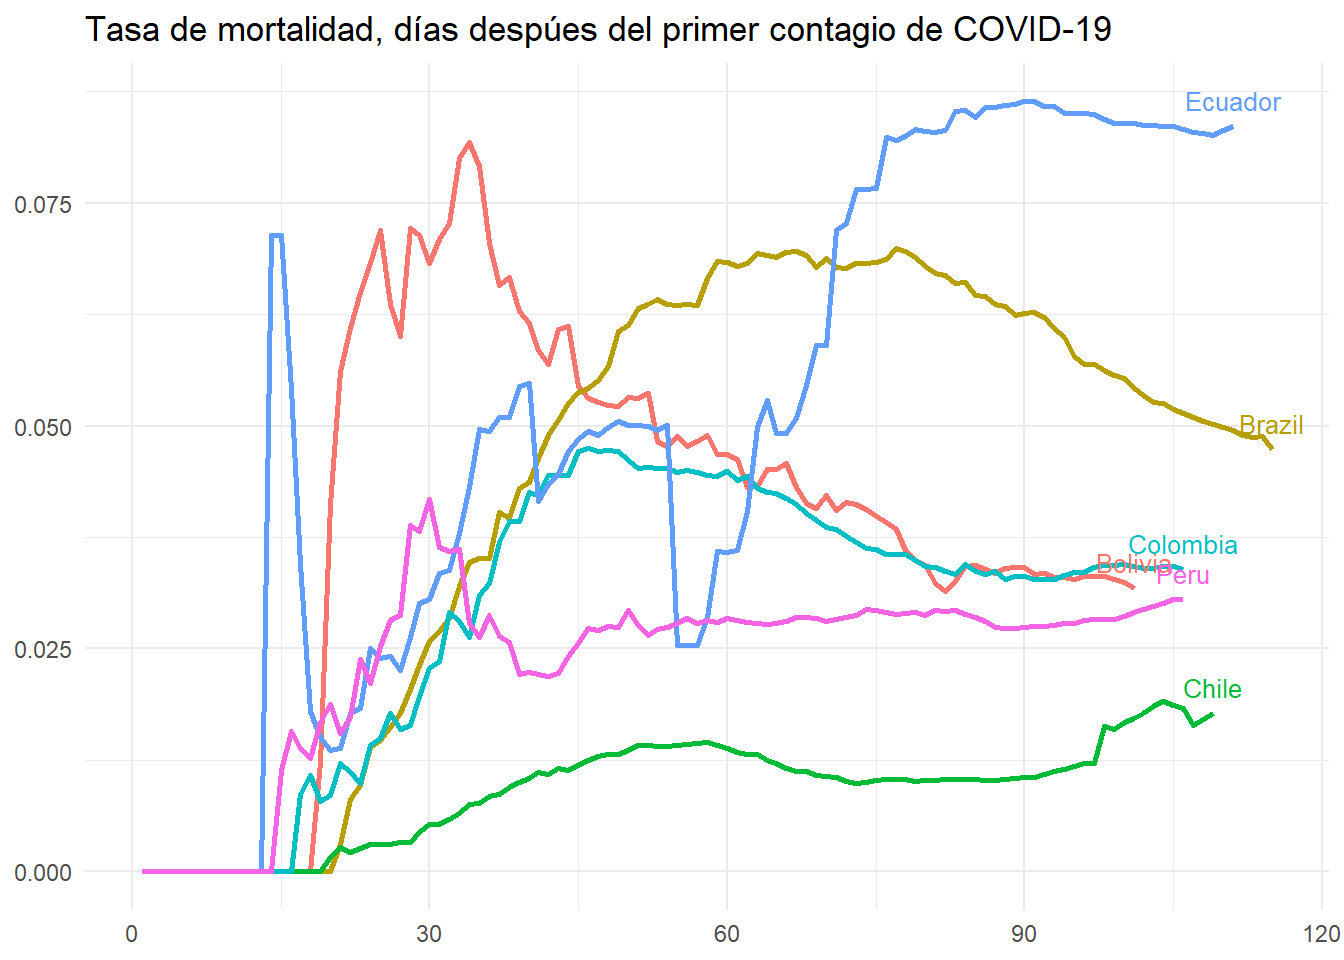 Tasa de mortalidad, días despúes del primer contagio de COVID-19
Ecuador
0.075
0.050
Brazil
Colombia
Bolivia
Peru
0.025
Chile
0.000
0 30 60 90 120